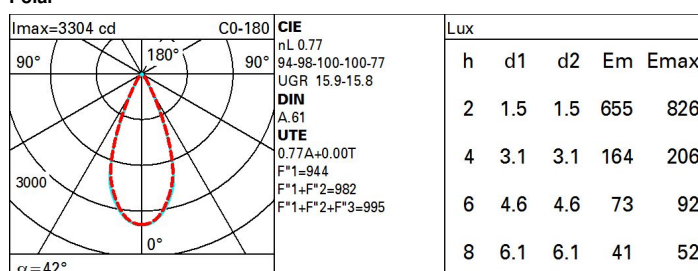 Polar
Imax=3304 cd C0-180
90° 180° 90°
3000
0°
α=42°
CIE
nL 0.77
94-98-100-100-77
UGR 15.9-15.8
DIN
A.61
UTE
0.77A+0.00T
F"1=944
F"1+F"2=982
F"1+F"2+F"3=995
Lux
h d1 d2 Em Emax
2 1.5 1.5 655 826
4 3.1 3.1 164 206
6 4.6 4.6 73 92
8 6.1 6.1 41 52